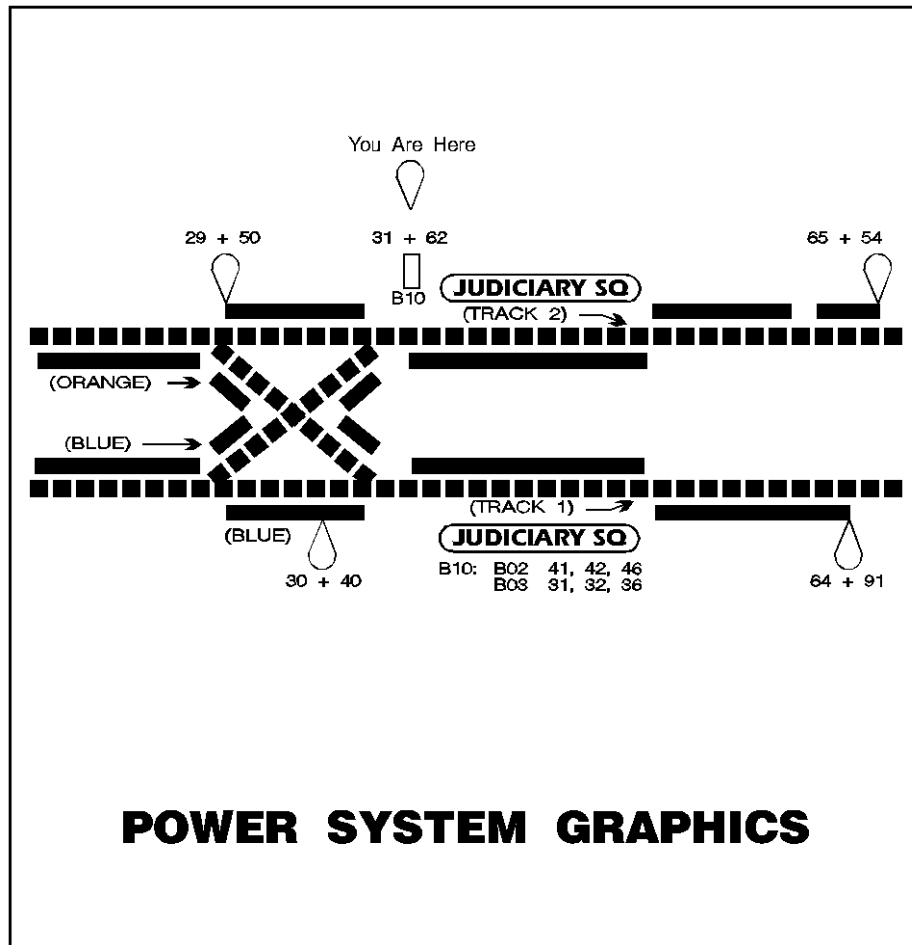 You Are Here
29 + 50
31 + 62
65 + 54
B10
JUDICIARY SQ
(TRACK 2)
(ORANGE)
(BLUE)
(TRACK 1)
(BLUE)
JUDICIARY SQ
30 + 40
64 + 91
B10: B02 41, 42, 46
B03 31, 32, 36
POWER SYSTEM GRAPHICS